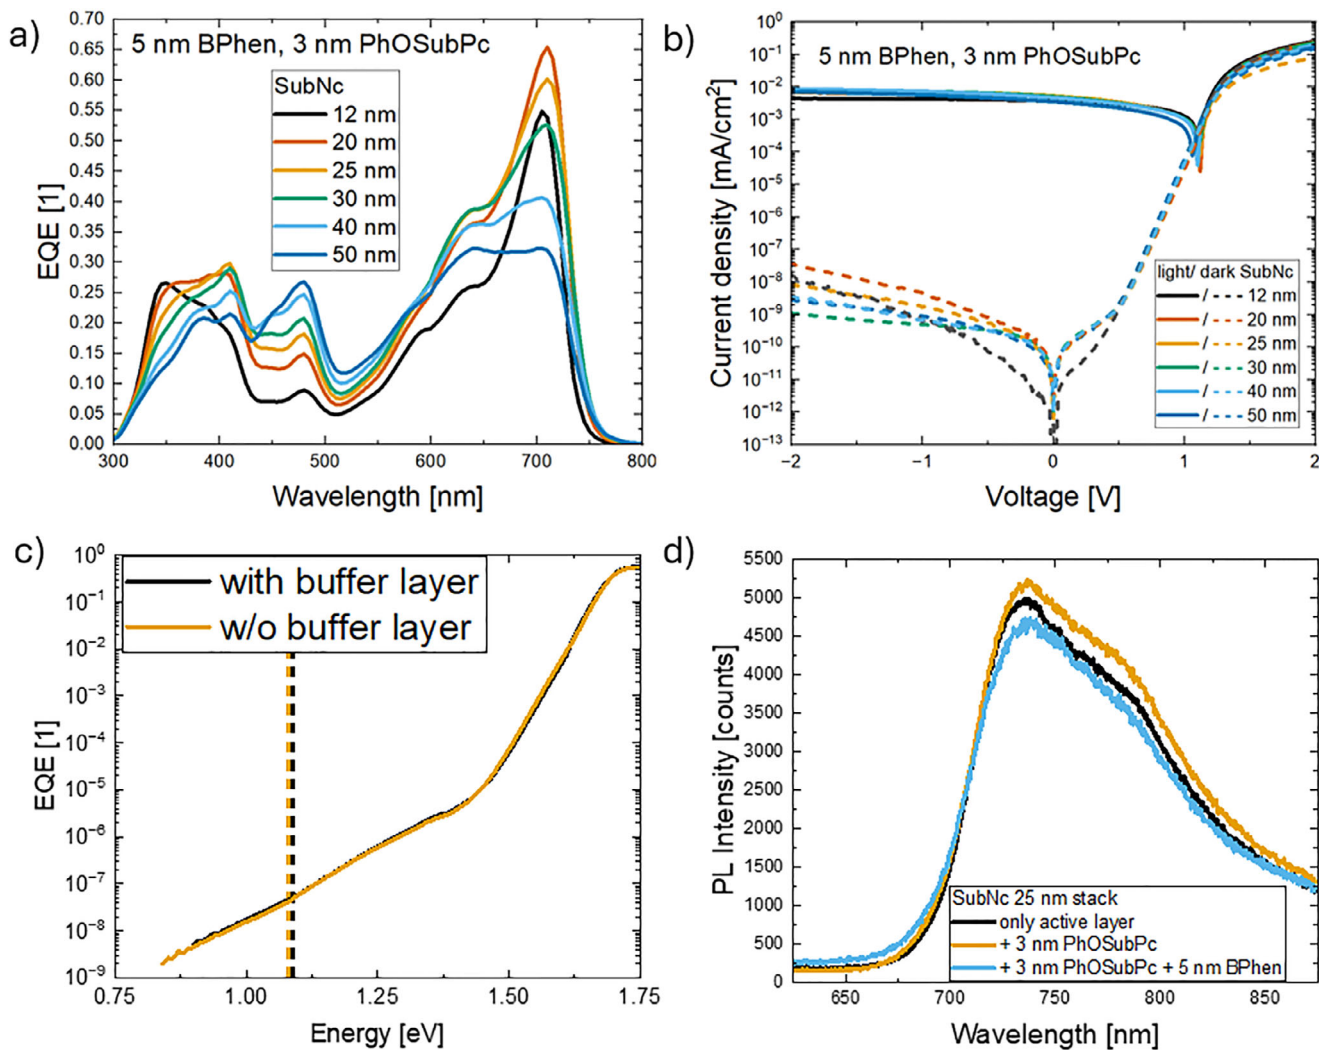 a)
5 nm BPhen, 3 nm PhOSubPc
SubNc
12 nm
20 nm
25 nm
30 nm
40 nm
50 nm
EQE [1]
0.70
0.65
0.60
0.55
0.50
0.45
0.40
0.35
0.30
0.25
0.20
0.15
0.10
0.05
0.00
300 400 500 600 700 800
Wavelength [nm]
b)
5 nm BPhen, 3 nm PhOSubPc
Current density [mA/cm²]
10⁰
10⁻¹
10⁻²
10⁻³
10⁻⁴
10⁻⁵
10⁻⁶
10⁻⁷
10⁻⁸
10⁻⁹
10⁻¹⁰
10⁻¹¹
10⁻¹²
10⁻¹³
light/ dark SubNc
/ 12 nm
/ 20 nm
/ 25 nm
/ 30 nm
/ 40 nm
/ 50 nm
−2 −1 0 1 2
Voltage [V]
c)
with buffer layer
w/o buffer layer
EQE [1]
10⁰
10⁻¹
10⁻²
10⁻³
10⁻⁴
10⁻⁵
10⁻⁶
10⁻⁷
10⁻⁸
10⁻⁹
0.75 1.00 1.25 1.50 1.75
Energy [eV]
d)
PL Intensity [counts]
5500
5000
4500
4000
3500
3000
2500
2000
1500
1000
500
0
SubNc 25 nm stack
only active layer
+ 3 nm PhOSubPc
+ 3 nm PhOSubPc + 5 nm BPhen
650 700 750 800 850
Wavelength [nm]